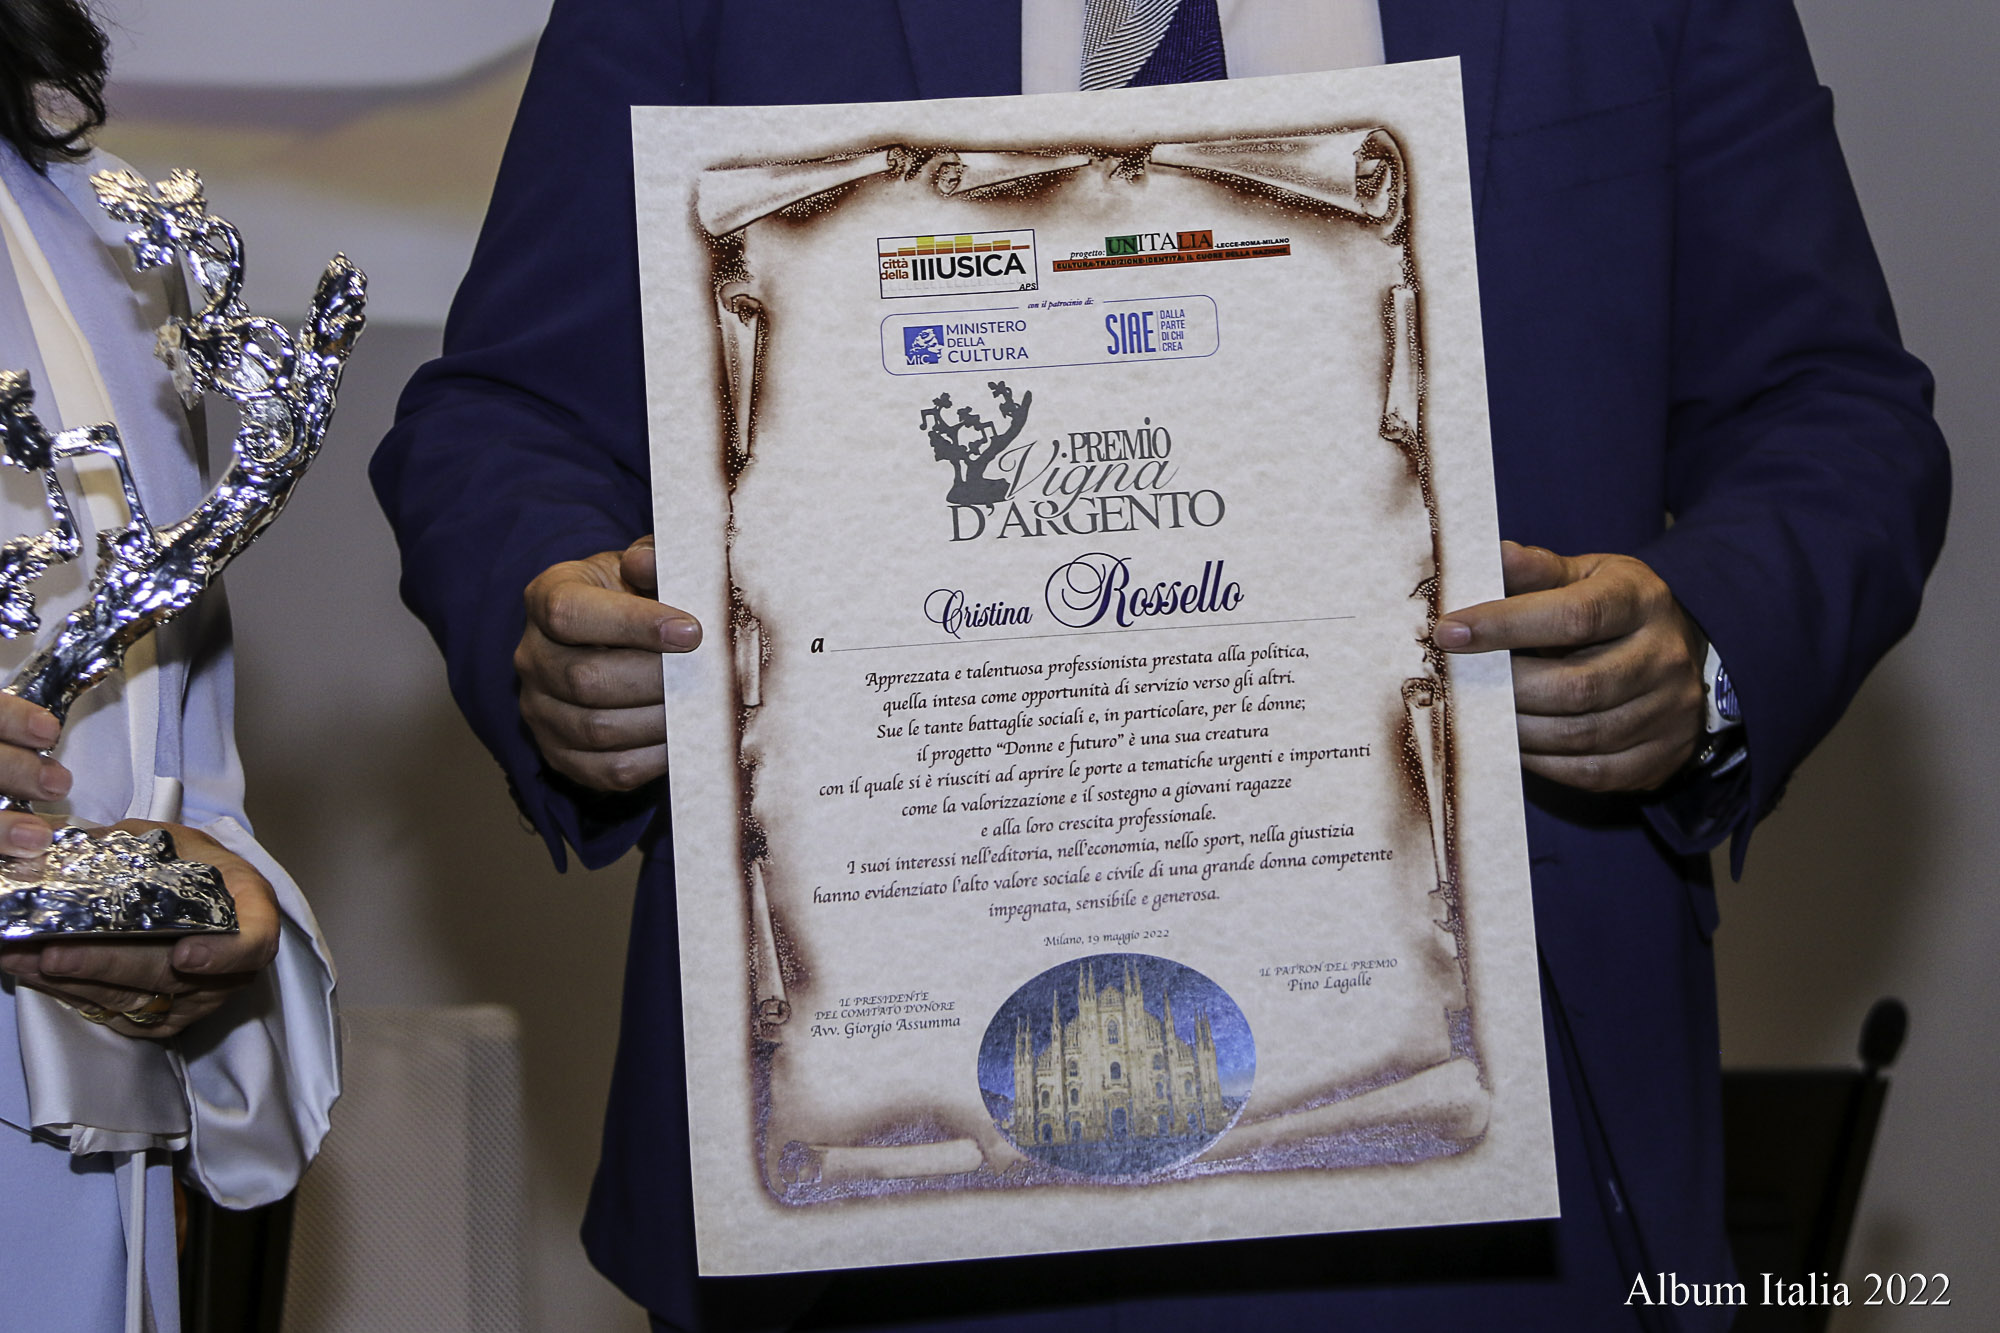 città
della MUSICA
APS
progetto: UNITALIA -LECCE-ROMA-MILANO
CULTURA-TRADIZIONE-IDENTITÀ: IL CUORE DELLA NAZIONE
con il patrocinio di:
MiC MINISTERO
DELLA
CULTURA
SIAE DALLA
PARTE
DI CHI
CREA
PREMIO
Vigna
D'ARGENTO
a Cristina Rossello
Apprezzata e talentuosa professionista prestata alla politica,
quella intesa come opportunità di servizio verso gli altri.
Sue le tante battaglie sociali e, in particolare, per le donne;
il progetto "Donne e futuro" è una sua creatura
con il quale si è riusciti ad aprire le porte a tematiche urgenti e importanti
come la valorizzazione e il sostegno a giovani ragazze
e alla loro crescita professionale.
I suoi interessi nell'editoria, nell'economia, nello sport, nella giustizia
hanno evidenziato l'alto valore sociale e civile di una grande donna competente
impegnata, sensibile e generosa.
Milano, 19 maggio 2022
IL PRESIDENTE
DEL COMITATO D'ONORE
Avv. Giorgio Assumma
IL PATRON DEL PREMIO
Pino Lagalle
Album Italia 2022